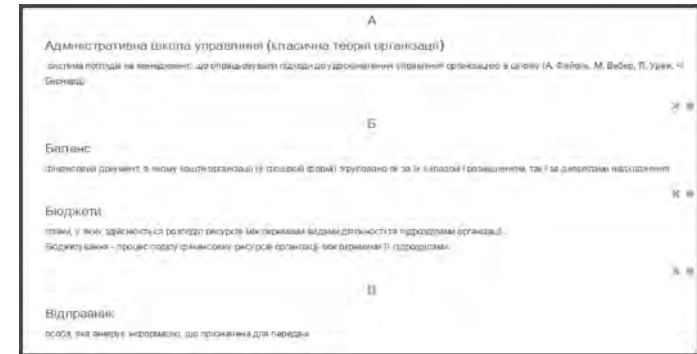 А
Адміністративна школа управління (класична теорія організації)
система поглядів на менеджмент, що опрацьовували підходи до удосконалення управління організацією в цілому (А. Файоль, М. Вебер, Л. Урвік, Ч.
Бернард)
Б
Баланс
фінансовий документ, в якому кошти організації (у грошовій формі) згруповано як за їх складом і розміщенням, так і за джерелами надходження
Бюджети
плани, у яких здійснюється розподіл ресурсів між окремими видами діяльності та підрозділами організації.
Бюджетування - процес поділу фінансових ресурсів організації між окремими її підрозділами.
В
Відправник
особа, яка генерує інформацію, що призначена для передачі